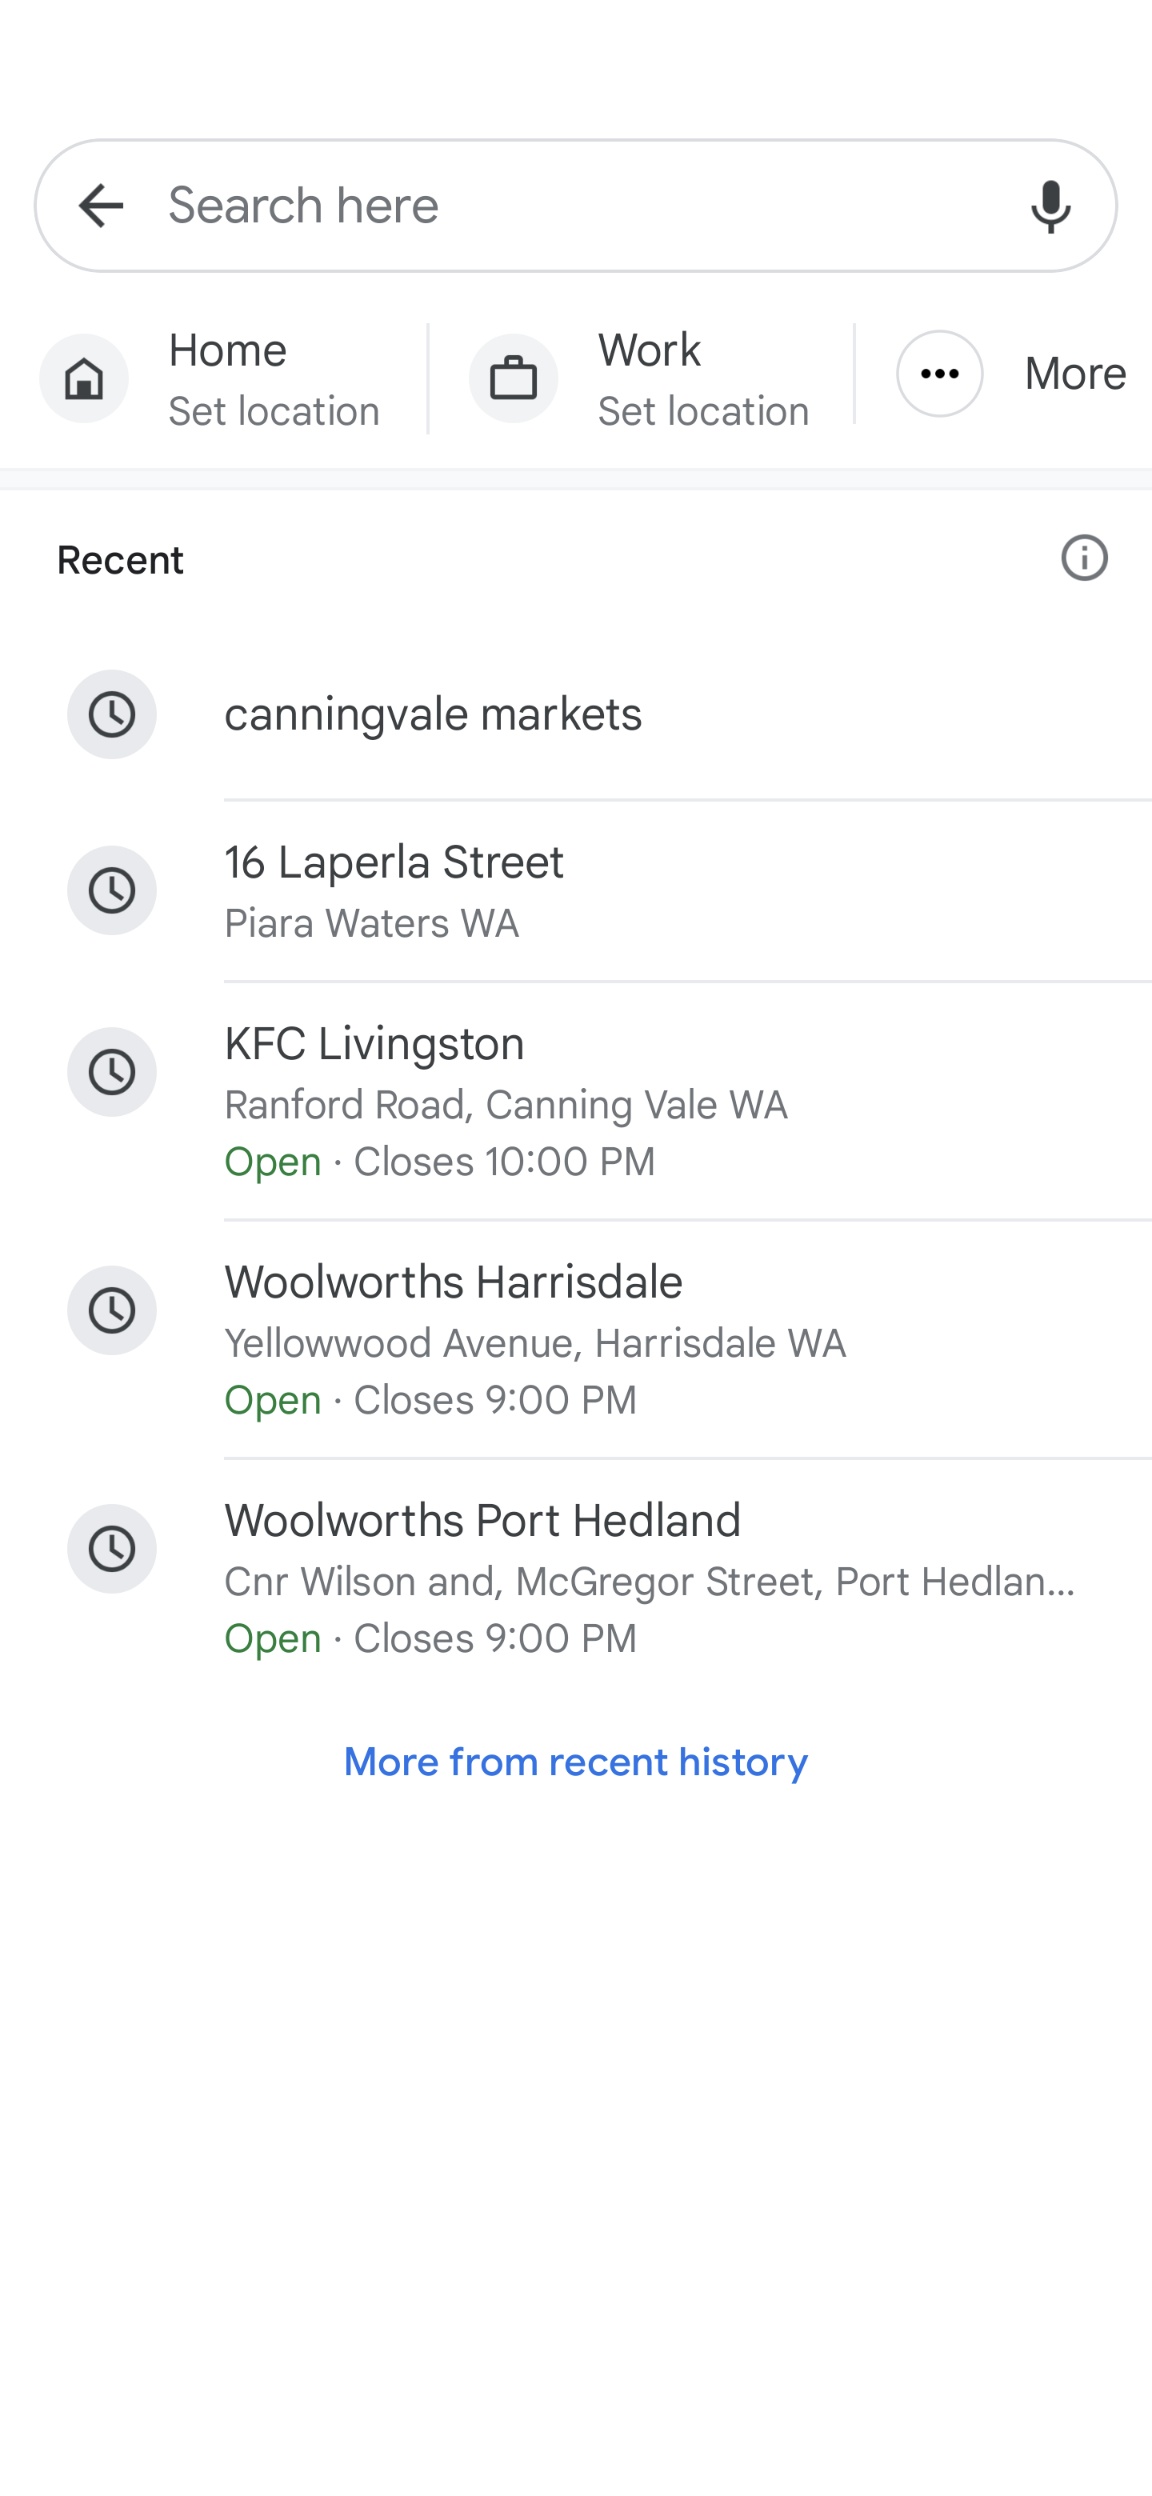 Search here
Home
Set location
Work
Set location
More
Recent
canningvale markets
16 Laperla Street
Piara Waters WA
KFC Livingston
Ranford Road, Canning Vale WA
Open · Closes 10:00 PM
Woolworths Harrisdale
Yellowwood Avenue, Harrisdale WA
Open · Closes 9:00 PM
Woolworths Port Hedland
Cnr Wilson and, McGregor Street, Port Hedlan...
Open · Closes 9:00 PM
More from recent history